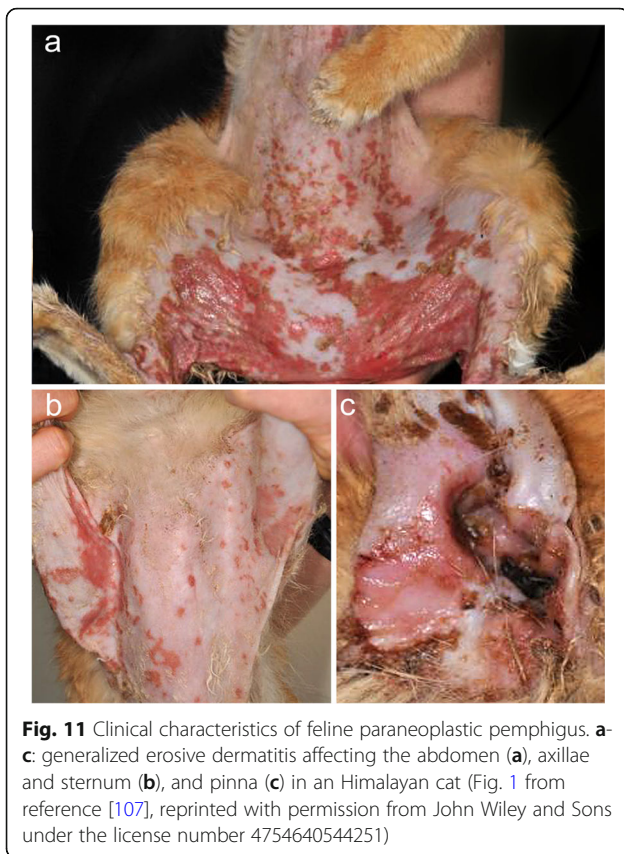 a
b
c
Fig. 11 Clinical characteristics of feline paraneoplastic pemphigus. a-
c: generalized erosive dermatitis affecting the abdomen (a), axillae
and sternum (b), and pinna (c) in an Himalayan cat (Fig. 1 from
reference [107], reprinted with permission from John Wiley and Sons
under the license number 4754640544251)